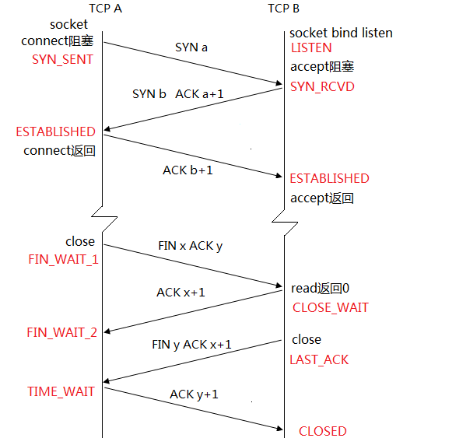 TCP A
TCP B
socket
socket bind listen
connect阻塞
SYN a
LISTEN
SYN_SENT
accept阻塞
SYN b ACK a+1
SYN_RCVD
ESTABLISHED
connect返回
ACK b+1
ESTABLISHED
accept返回
close
FIN x ACK y
FIN_WAIT_1
read返回0
ACK x+1
CLOSE_WAIT
FIN_WAIT_2
close
FIN y ACK x+1
LAST_ACK
TIME_WAIT
ACK y+1
CLOSED